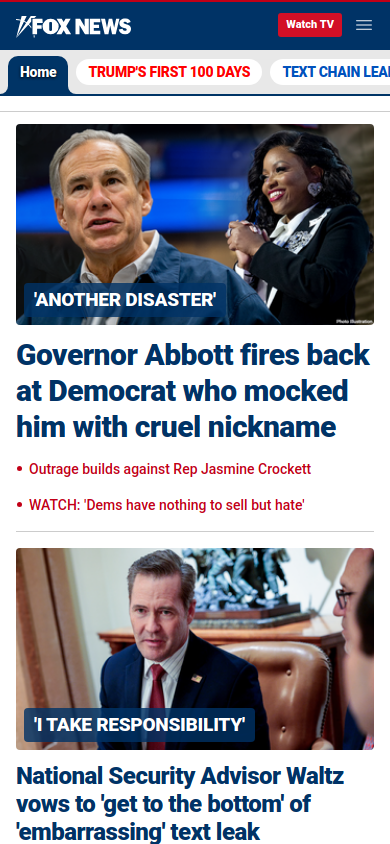 FOX NEWS
Watch TV
Home
TRUMP'S FIRST 100 DAYS
TEXT CHAIN LEA
'ANOTHER DISASTER'
Photo Illustration
Governor Abbott fires back
at Democrat who mocked
him with cruel nickname
Outrage builds against Rep Jasmine Crockett
WATCH: 'Dems have nothing to sell but hate'
'I TAKE RESPONSIBILITY'
National Security Advisor Waltz
vows to 'get to the bottom' of
'embarrassing' text leak